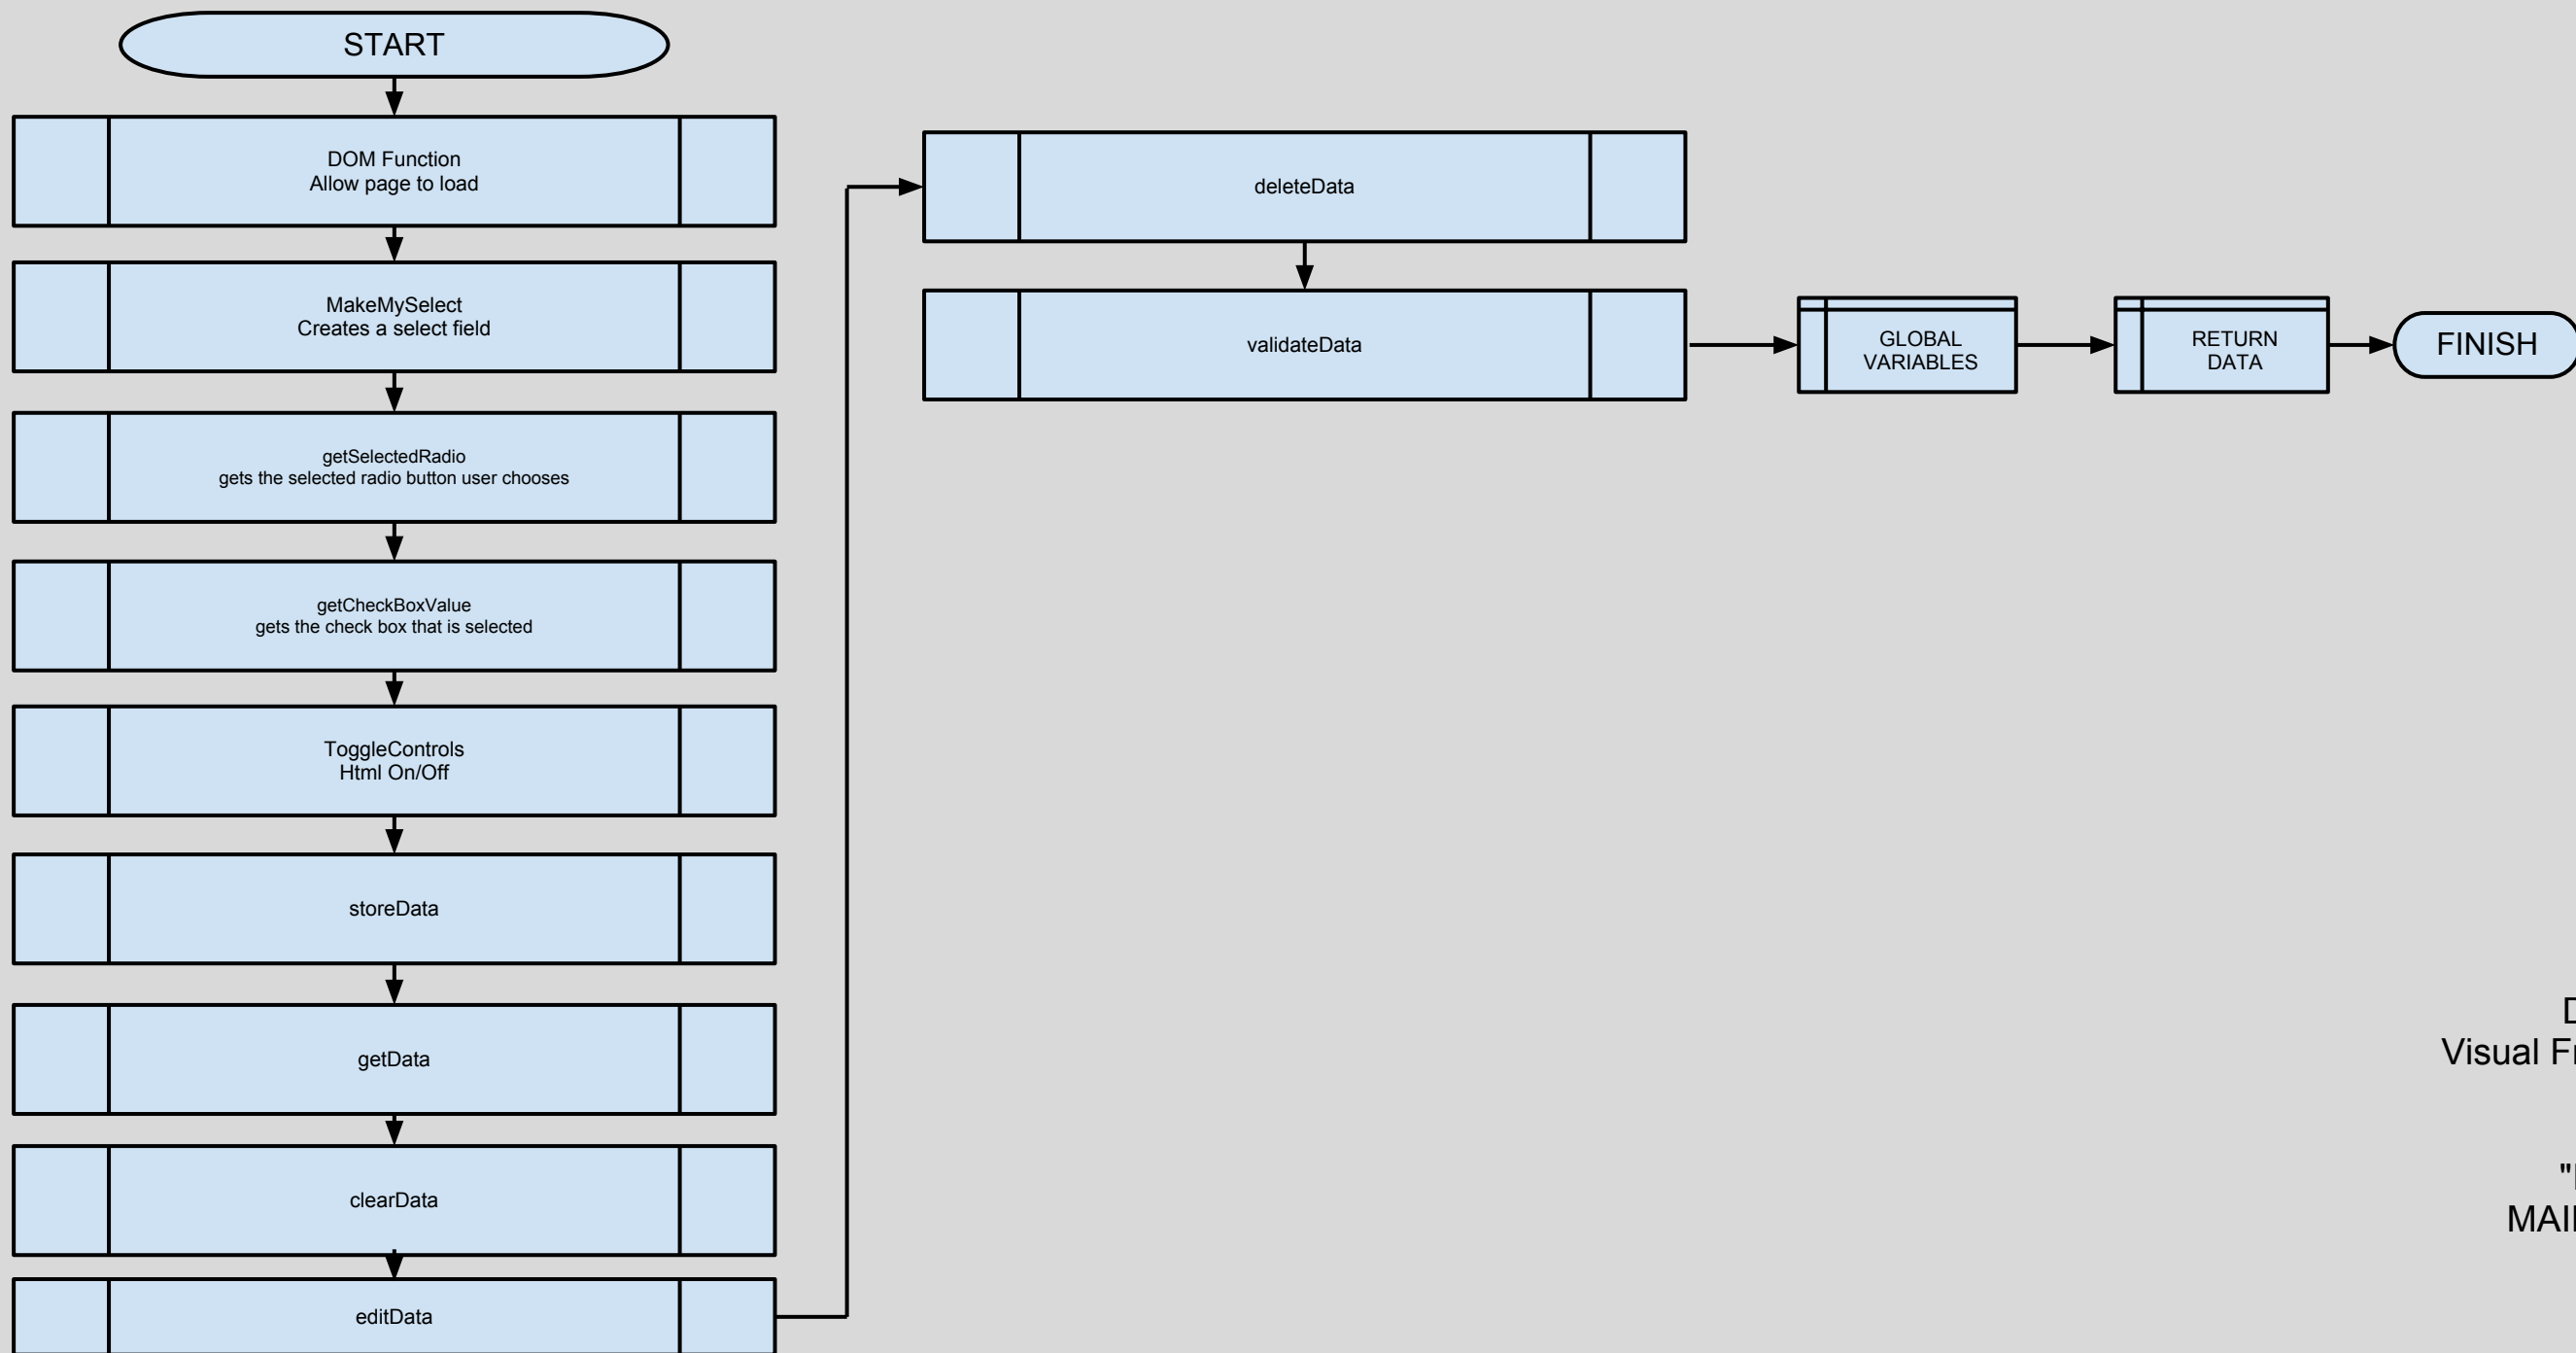 START
DOM Function
Allow page to load
MakeMySelect
Creates a select field
getSelectedRadio
gets the selected radio button user chooses
getCheckBoxValue
gets the check box that is selected
ToggleControls
Html On/Off
storeData
getData
clearData
editData
deleteData
validateData
GLOBAL
VARIABLES
RETURN
DATA
FINISH
Visual